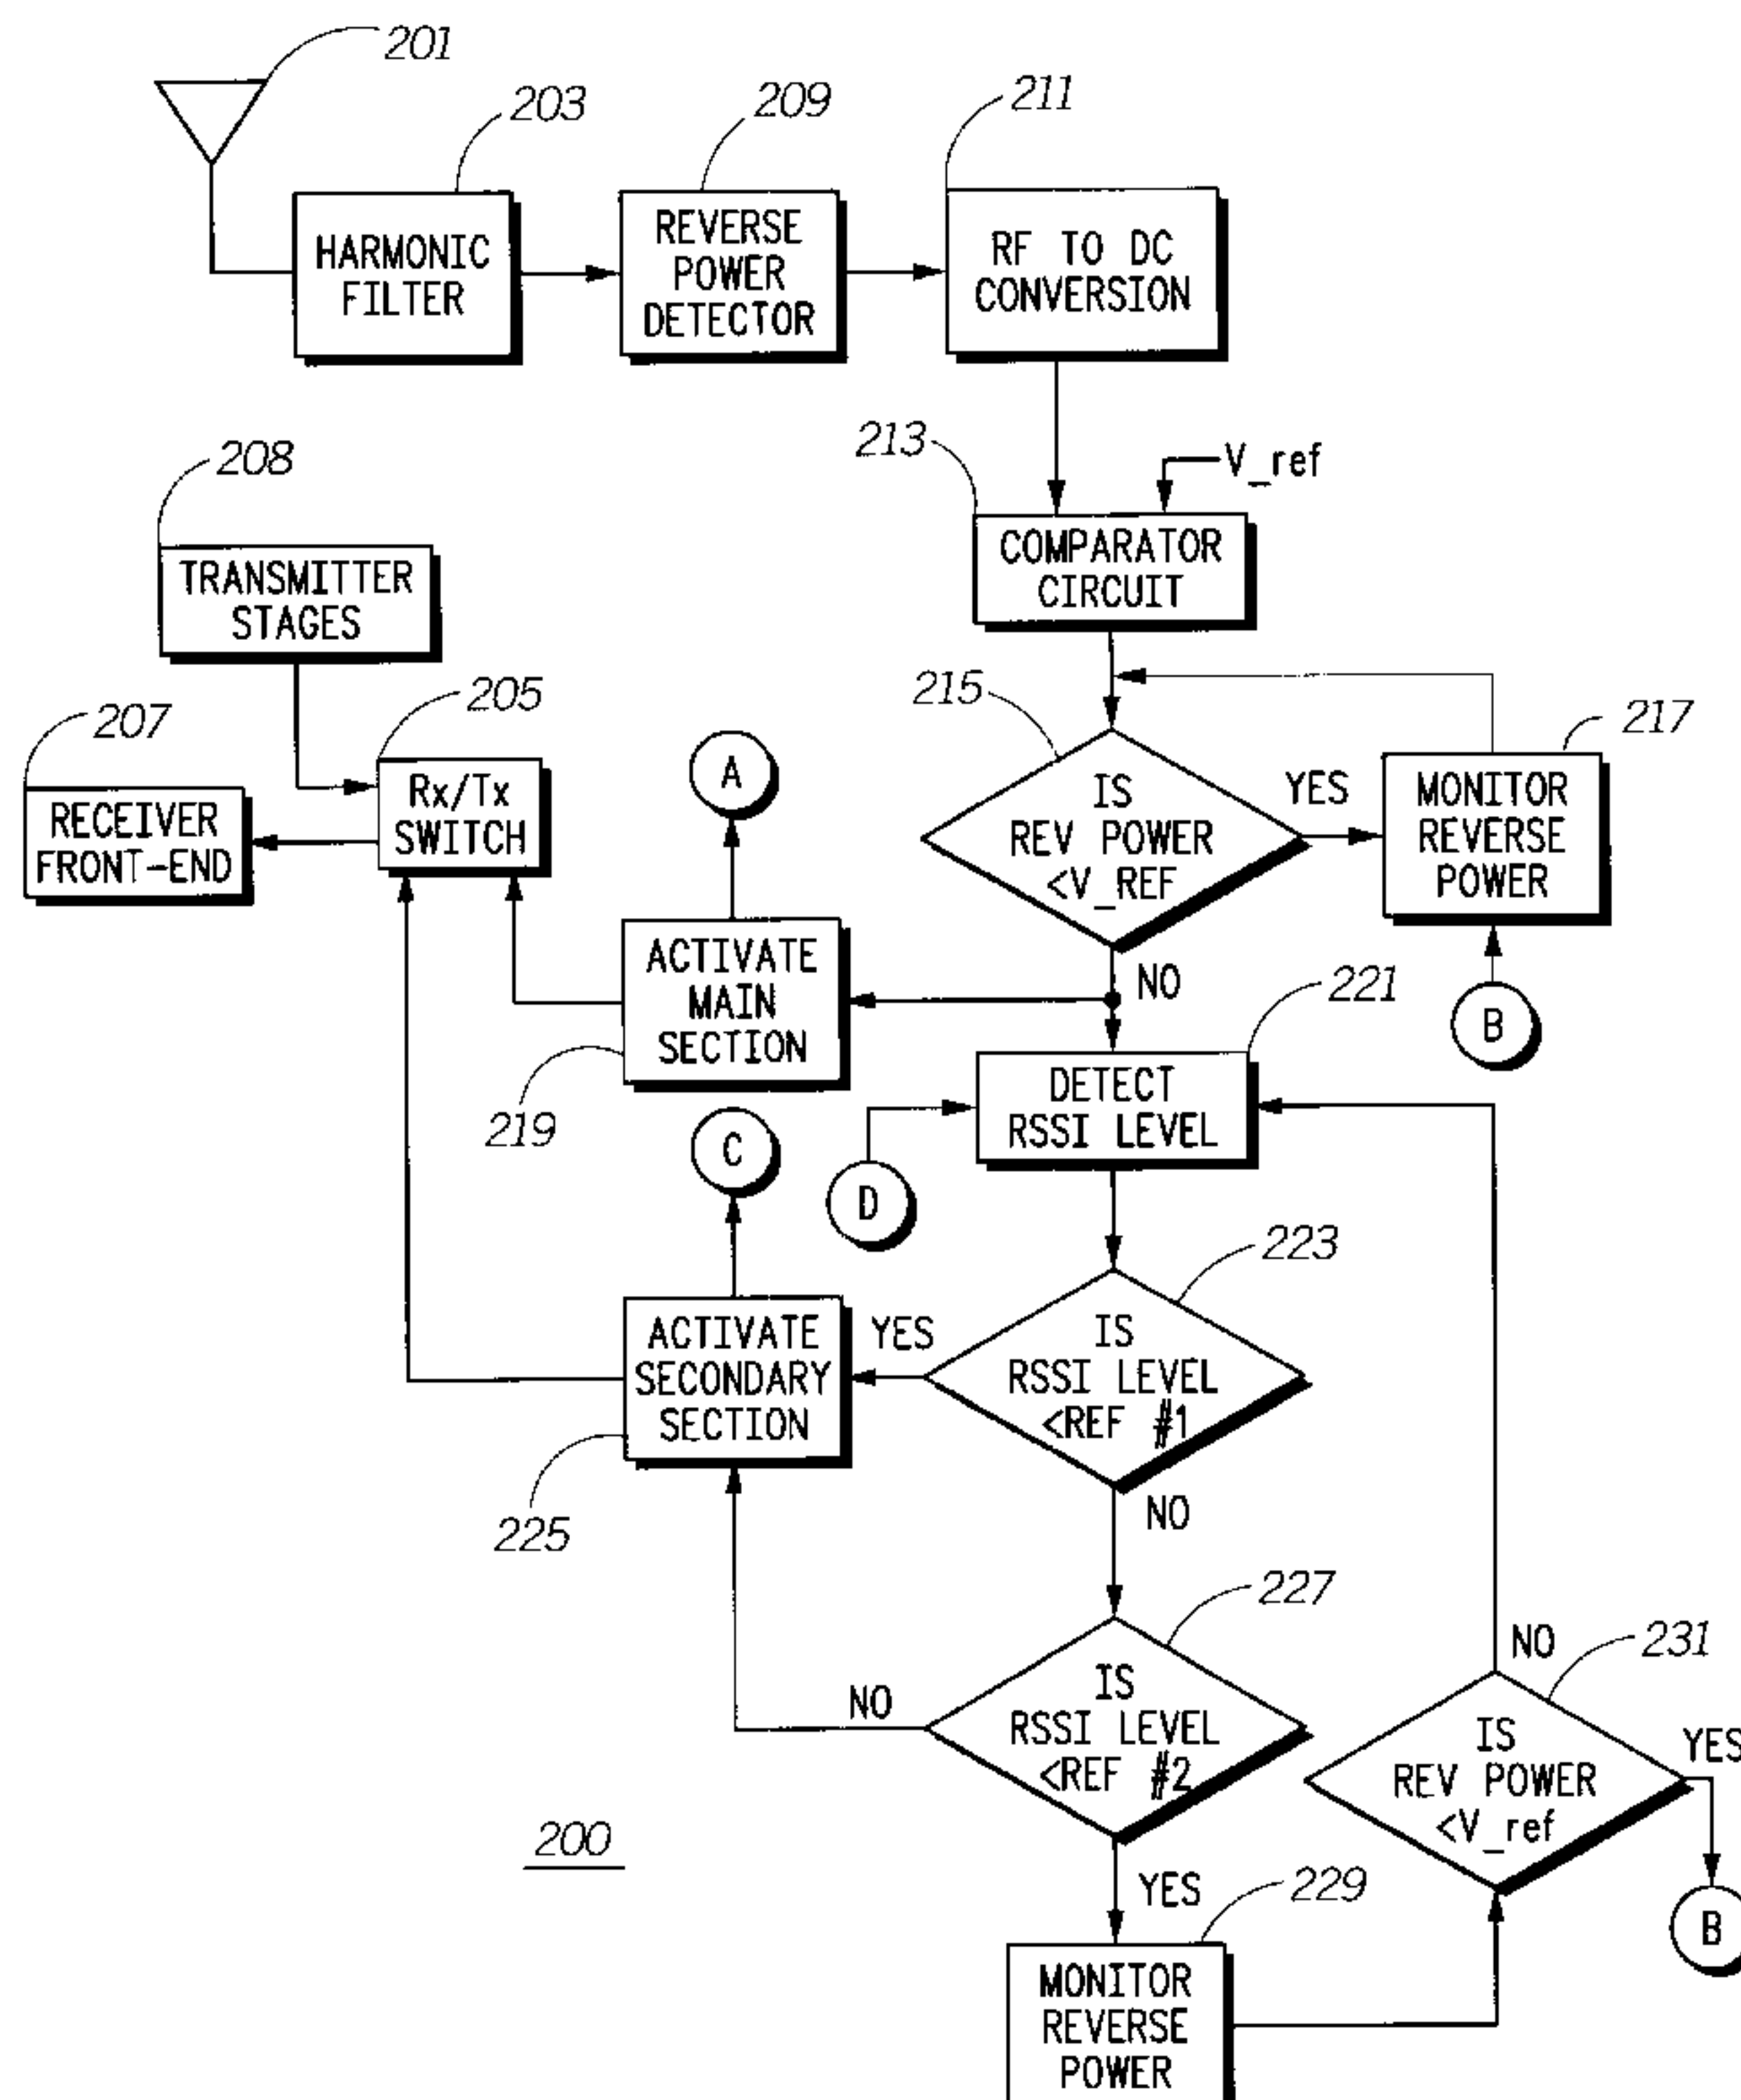 201
203
209
211
HARMONIC
FILTER
REVERSE
POWER
DETECTOR
RF TO DC
CONVERSION
208
213
V_ref
TRANSMITTER
STAGES
COMPARATOR
CIRCUIT
207
205
215
217
RECEIVER
FRONT-END
Rx/Tx
SWITCH
A
IS
REV POWER
<V_REF
YES
MONITOR
REVERSE
POWER
NO
B
ACTIVATE
MAIN
SECTION
219
221
DETECT
RSSI LEVEL
C
D
223
ACTIVATE
SECONDARY
SECTION
225
YES
IS
RSSI LEVEL
<REF #1
NO
227
NO
IS
RSSI LEVEL
<REF #2
YES
NO
231
IS
REV POWER
<V_ref
YES
B
200
229
MONITOR
REVERSE
POWER